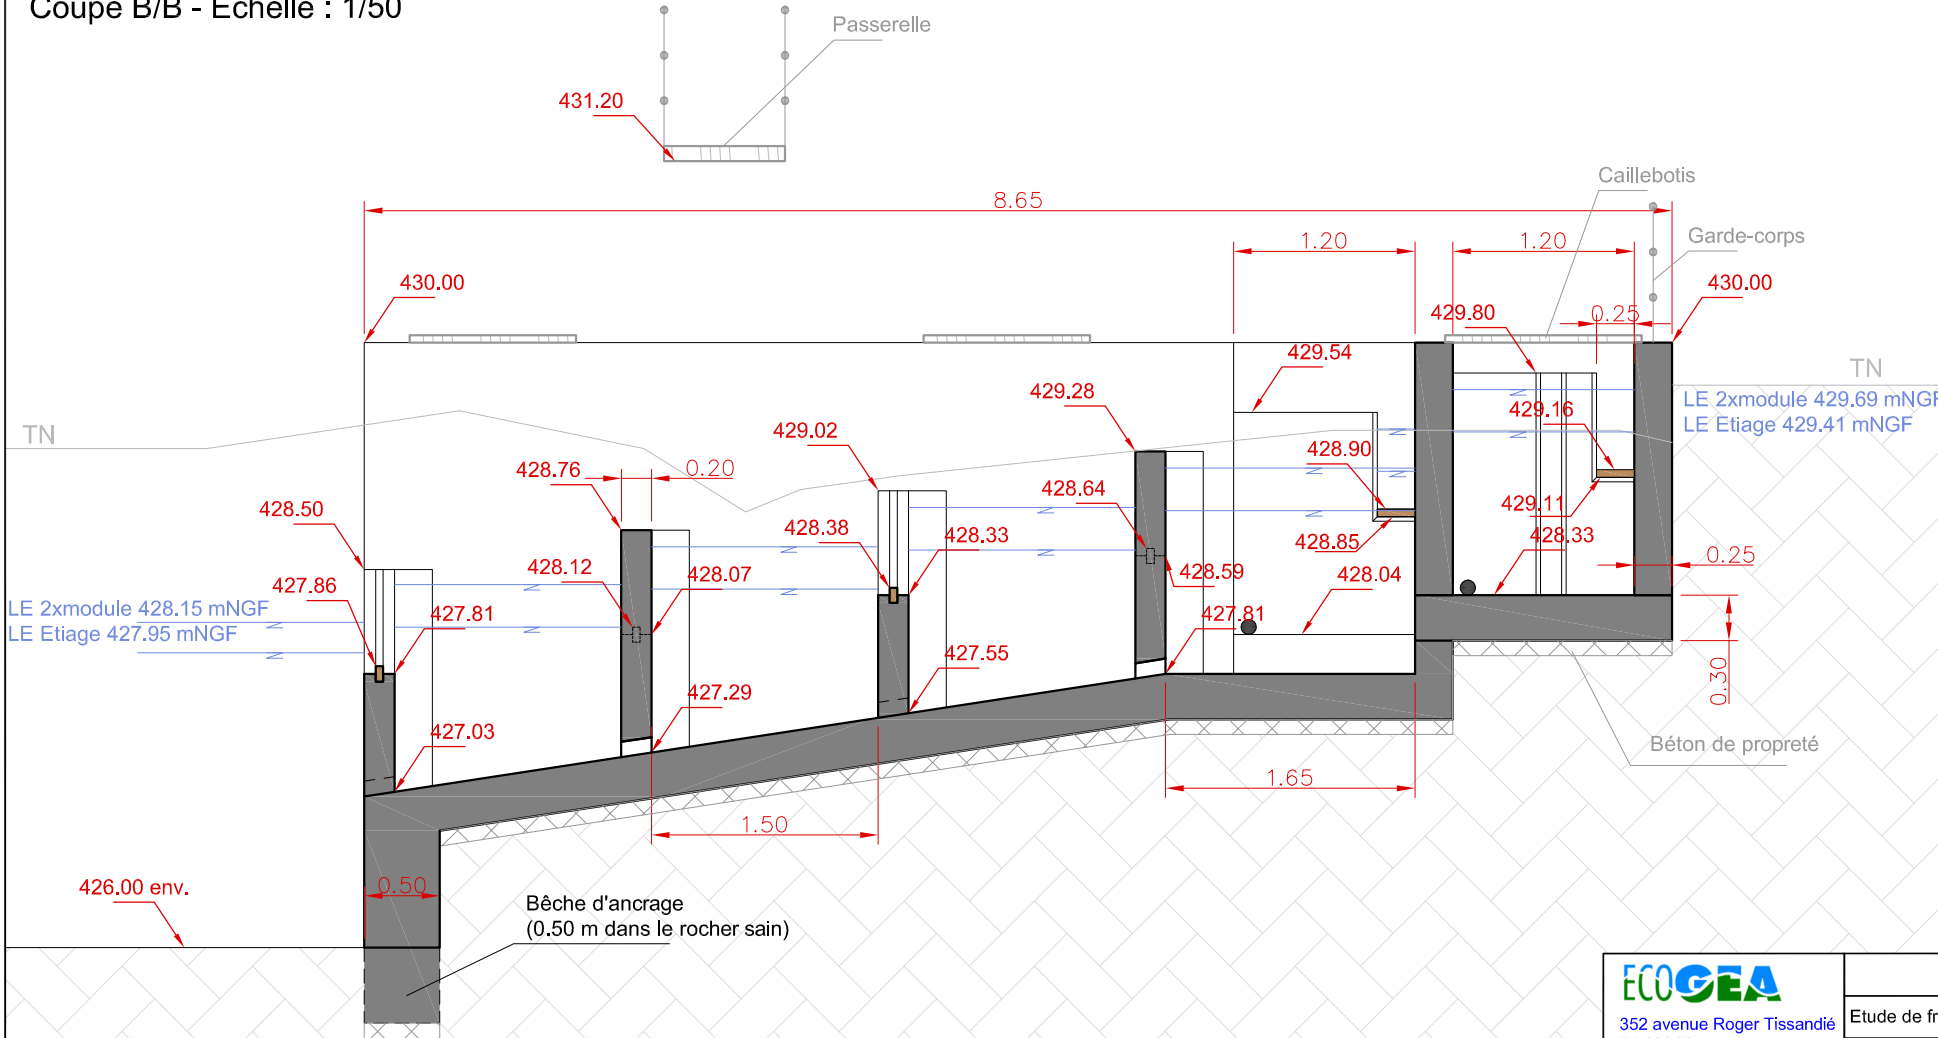 Coupe B/B - Echelle : 1/50
Passerelle
431.20
Caillebotis
8.65
Garde-corps
1.20
1.20
430.00
430.00
429.80
0.25
429.54
TN
429.28
LE 2xmodule 429.69 mNGF
429.16
LE Etiage 429.41 mNGF
TN
429.02
428.90
428.76
0.20
428.64
429.11
428.50
428.38
428.33
428.85
428.33
0.25
428.12
428.07
428.59
428.04
427.86
LE 2xmodule 428.15 mNGF
427.81
427.81
LE Etiage 427.95 mNGF
427.55
0.30
427.29
427.03
Béton de propreté
1.65
1.50
426.00 env.
0.50
Bêche d'ancrage
(0.50 m dans le rocher sain)
ECOGEA
352 avenue Roger Tissandié
Etude de fr